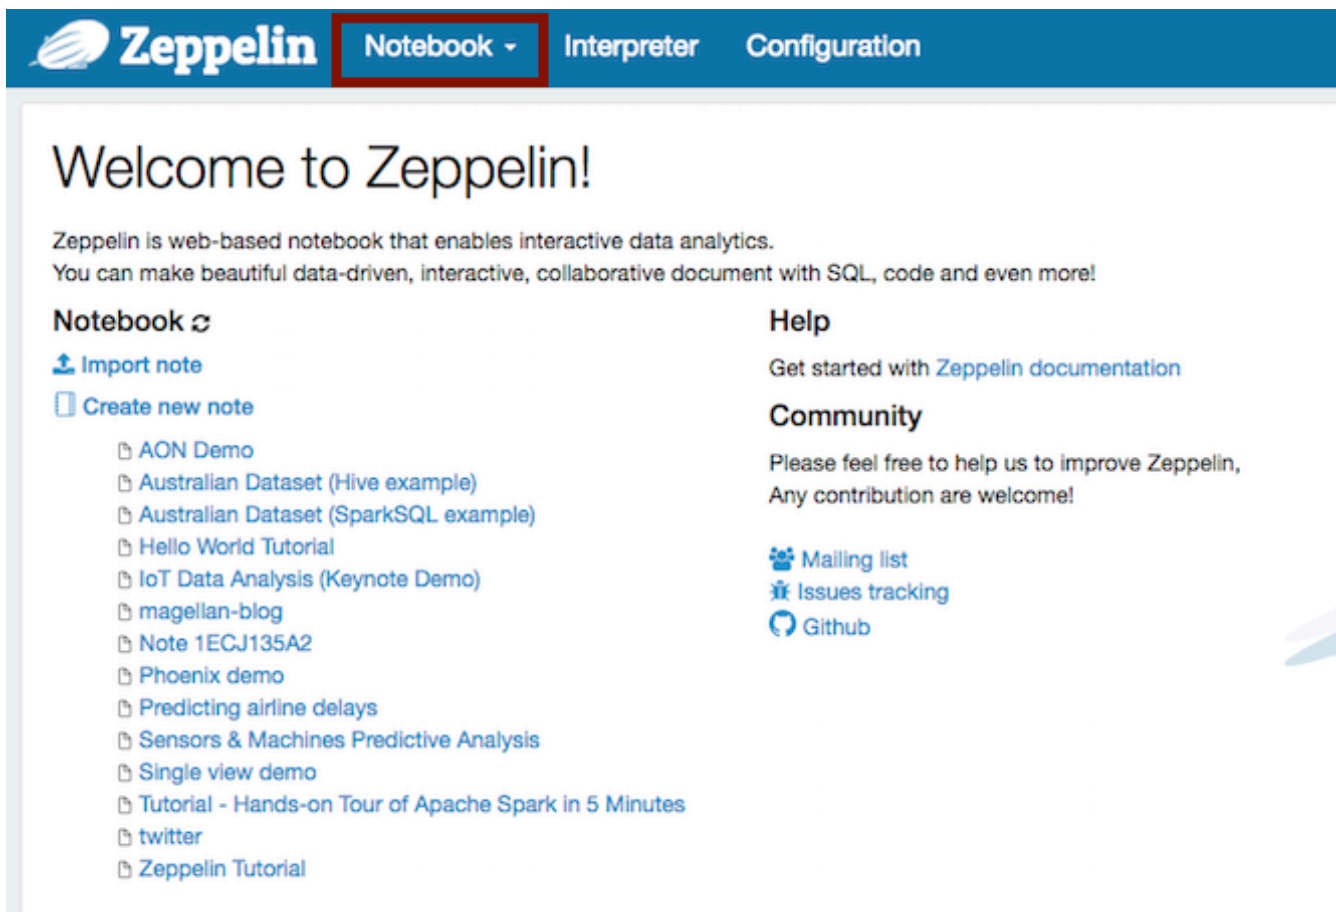 Zeppelin Notebook Interpreter Configuration
Welcome to Zeppelin!
Zeppelin is web-based notebook that enables interactive data analytics.
You can make beautiful data-driven, interactive, collaborative document with SQL, code and even more!
Notebook
Import note
Create new note
AON Demo
Australian Dataset (Hive example)
Australian Dataset (SparkSQL example)
Hello World Tutorial
IoT Data Analysis (Keynote Demo)
magellan-blog
Note 1ECJ135A2
Phoenix demo
Predicting airline delays
Sensors & Machines Predictive Analysis
Single view demo
Tutorial - Hands-on Tour of Apache Spark in 5 Minutes
twitter
Zeppelin Tutorial
Help
Get started with Zeppelin documentation
Community
Please feel free to help us to improve Zeppelin,
Any contribution are welcome!
Mailing list
Issues tracking
Github